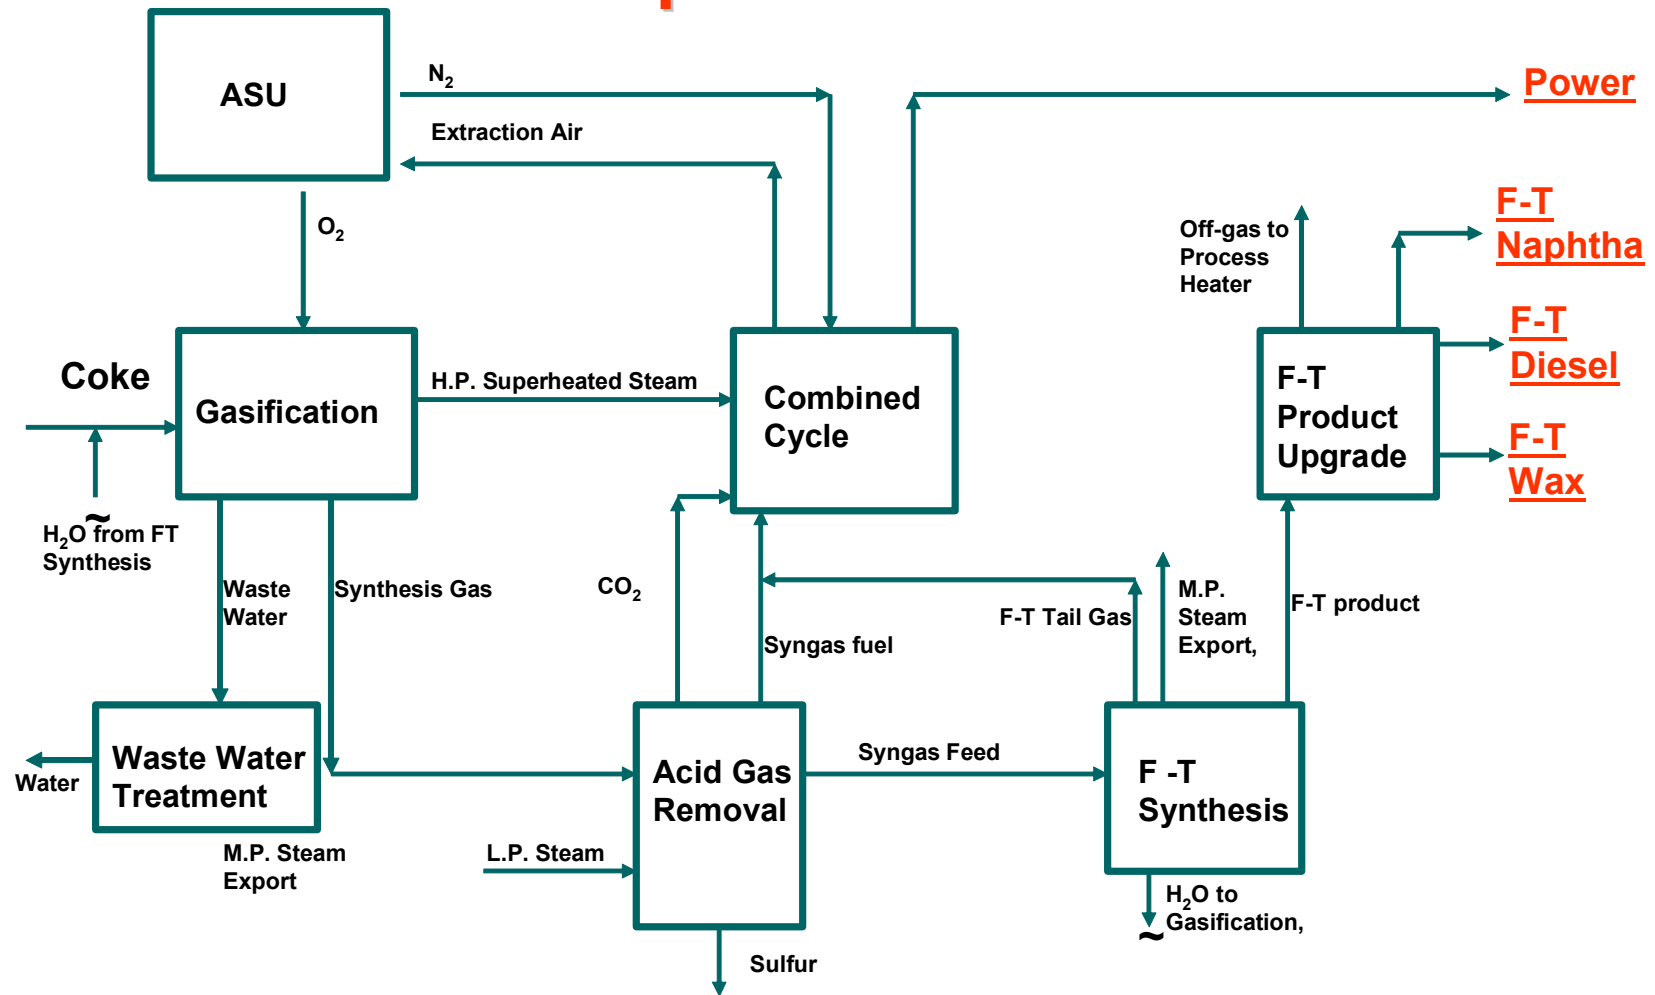 ASU
N2
Extraction Air
Power
O2
F-T
Naphtha
Off-gas to
Process
Heater
F-T
Diesel
Coke
Gasification
H.P. Superheated Steam
Combined
Cycle
F-T
Product
Upgrade
F-T
Wax
~
H2O from FT
Synthesis
Waste
Water
Synthesis Gas
CO2
Syngas fuel
F-T Tail Gas
M.P.
Steam
Export,
F-T product
Water
Waste Water
Treatment
M.P. Steam
Export
L.P. Steam
Acid Gas
Removal
Syngas Feed
F -T
Synthesis
H2O to
Gasification,
~
Sulfur